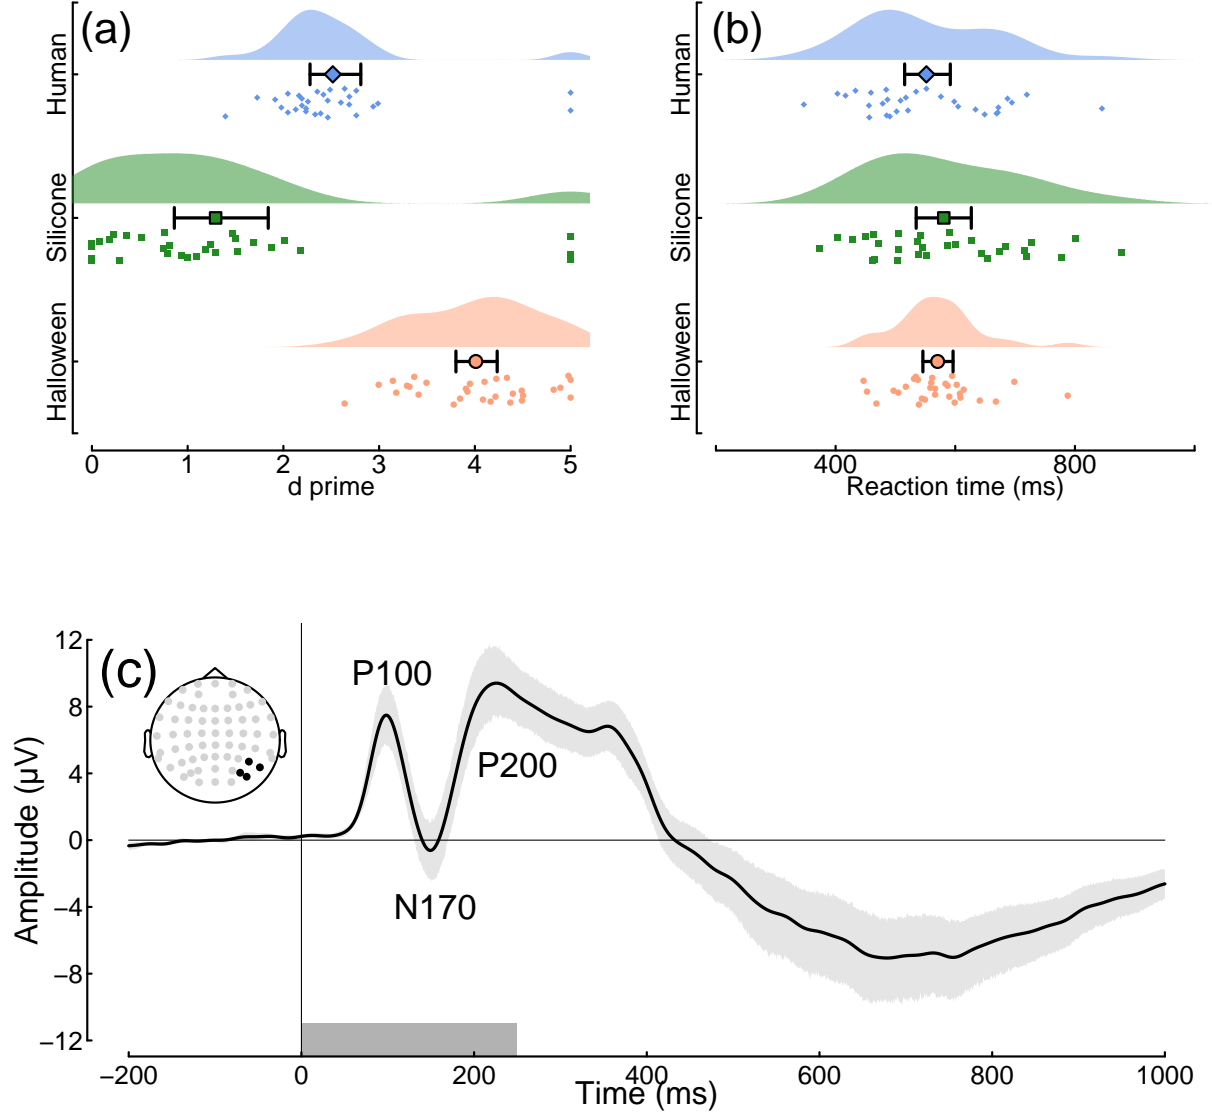 (a)
Human
Silicone
Halloween
0 1 2 3 4 5
d prime
(b)
Human
Silicone
Halloween
400 800
Reaction time (ms)
(c)
Amplitude (µV)
12
8
4
0
−4
−8
−12
P100
P200
N170
−200 0 200 400 600 800 1000
Time (ms)